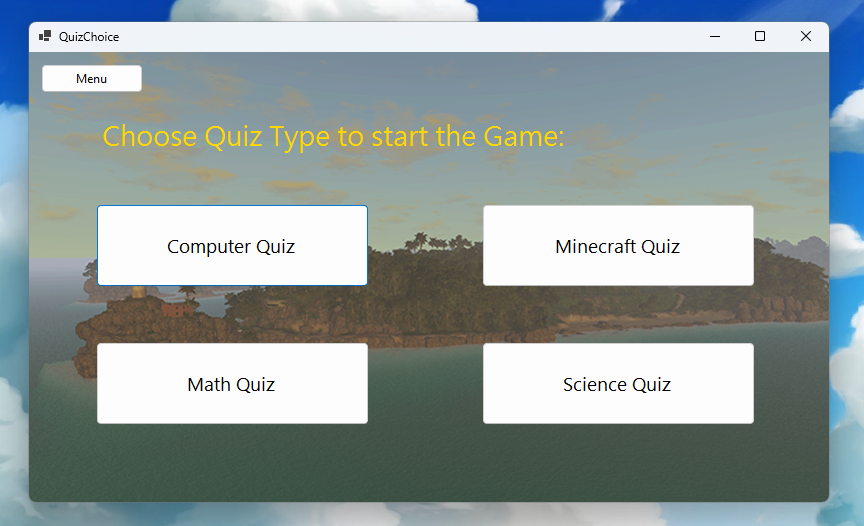 QuizChoice
Menu
Choose Quiz Type to start the Game:
Computer Quiz
Minecraft Quiz
Math Quiz
Science Quiz